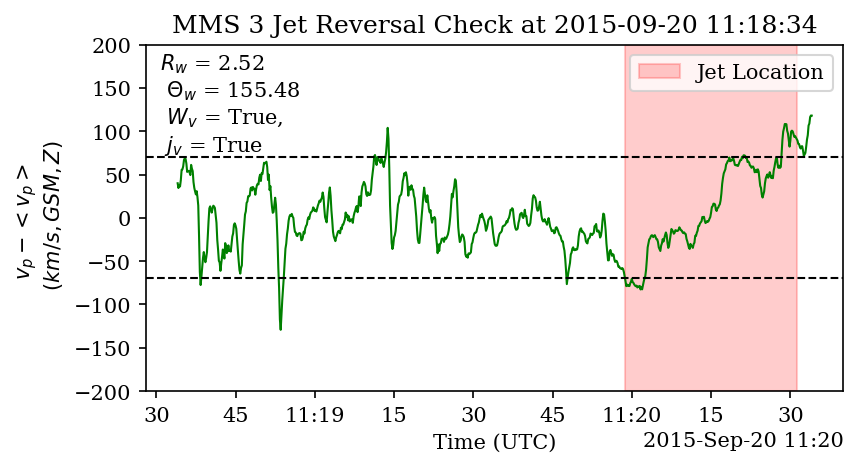 MMS 3 Jet Reversal Check at 2015-09-20 11:18:34
R_w = 2.52
Θ_w = 155.48
W_v = True,
j_v = True
Jet Location
200
150
100
50
0
−50
−100
−150
−200
v_p − < v_p >
(km/s, GSM, Z)
30 45 11:19 15 30 45 11:20 15 30
Time (UTC)
2015-Sep-20 11:20